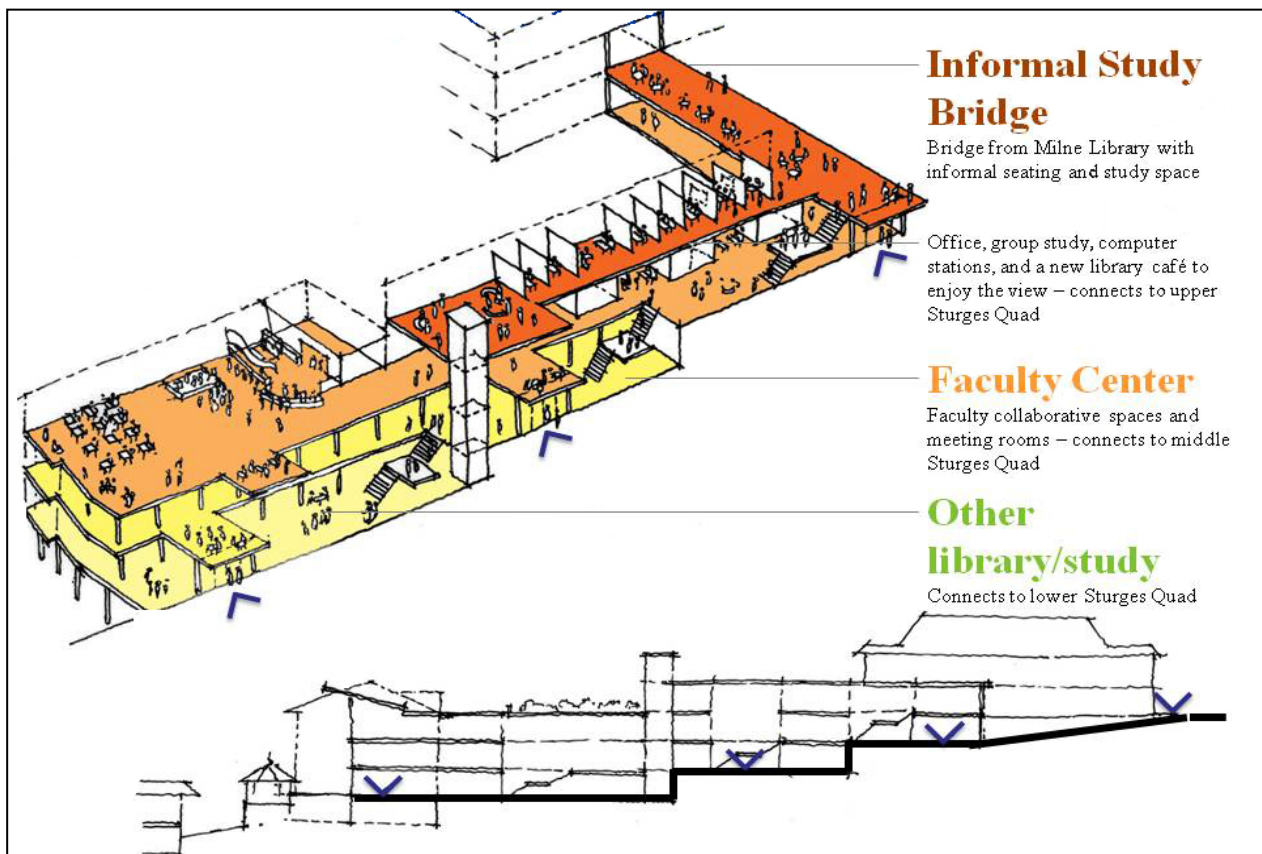 Informal Study
Bridge
Bridge from Milne Library with
informal seating and study space
Office, group study, computer
stations, and a new library café to
enjoy the view – connects to upper
Sturges Quad
Faculty Center
Faculty collaborative spaces and
meeting rooms – connects to middle
Sturges Quad
Other
library/study
Connects to lower Sturges Quad